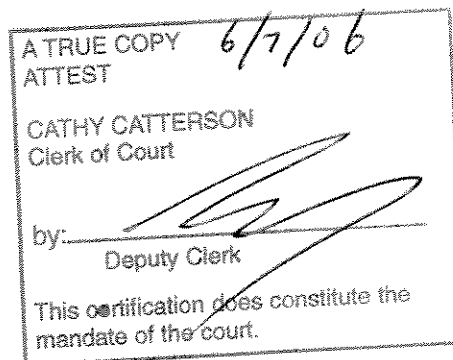 A TRUE COPY 6/7/06
ATTEST
CATHY CATTERSON
Clerk of Court
by:
Deputy Clerk
This certification does constitute the
mandate of the court.